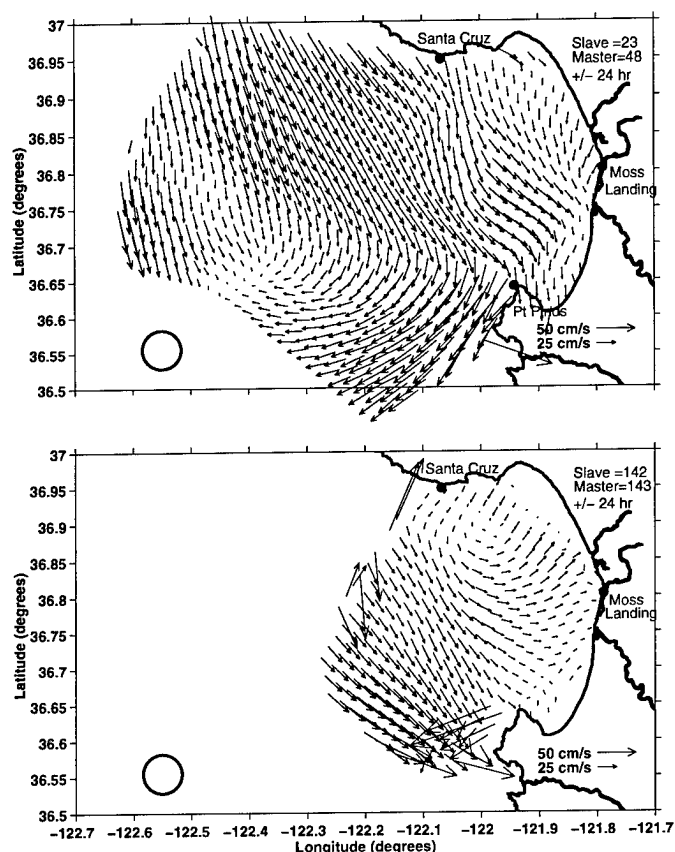 37
36.95
36.9
36.85
36.8
36.75
36.7
36.65
36.6
36.55
36.5
Latitude (degrees)
Santa Cruz
Slave =23
Master=48
+/− 24 hr
Moss
Landing
Pt Pinos
50 cm/s
25 cm/s
37
36.95
36.9
36.85
36.8
36.75
36.7
36.65
36.6
36.55
36.5
Latitude (degrees)
Santa Cruz
Slave =142
Master=143
+/− 24 hr
Moss
Landing
50 cm/s
25 cm/s
−122.7 −122.6 −122.5 −122.4 −122.3 −122.2 −122.1 −122 −121.9 −121.8 −121.7
Longitude (degrees)